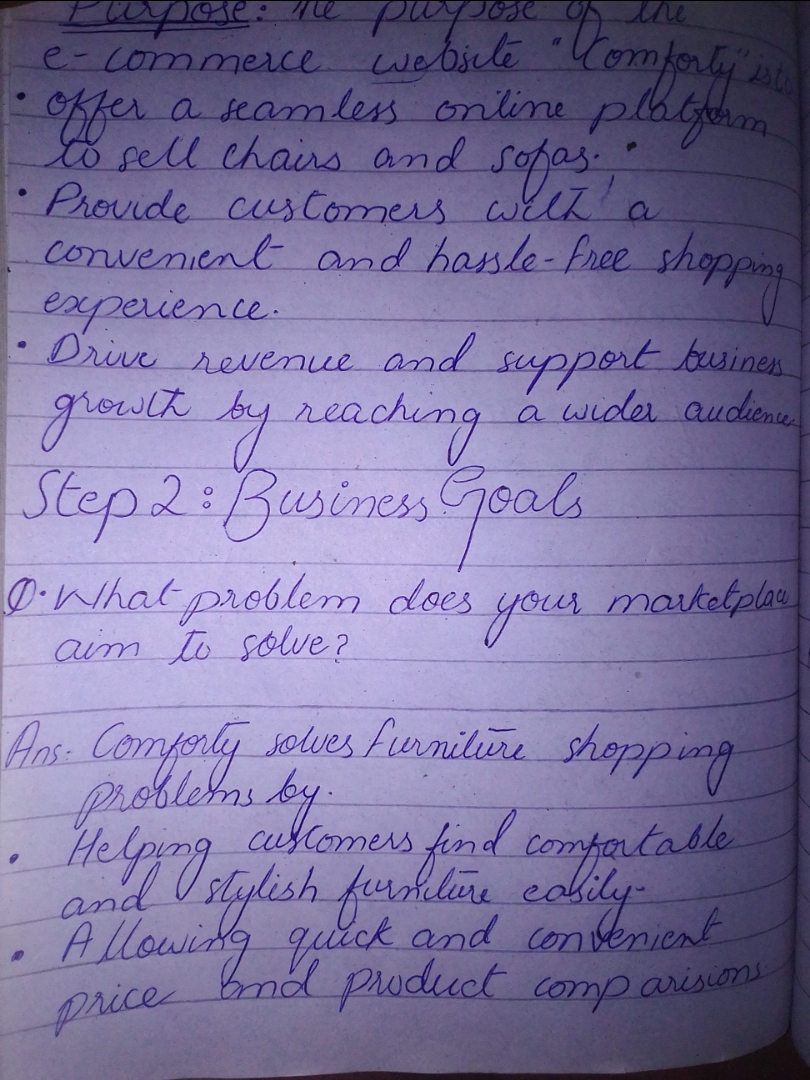 Purpose: The purpose of the
e-commerce website "Comforty" is to
• offer a seamless online platform
to sell chairs and sofas.
• Provide customers with a
convenient and hassle-free shopping
experience.
• Drive revenue and support business
growth by reaching a wider audience.
Step 2: Business Goals
Q. What problem does your marketplace
aim to solve?
Ans. Comforty solves furniture shopping
problems by.
• Helping customers find comfortable
and stylish furniture easily.
• Allowing quick and convenient
price and product comparisions